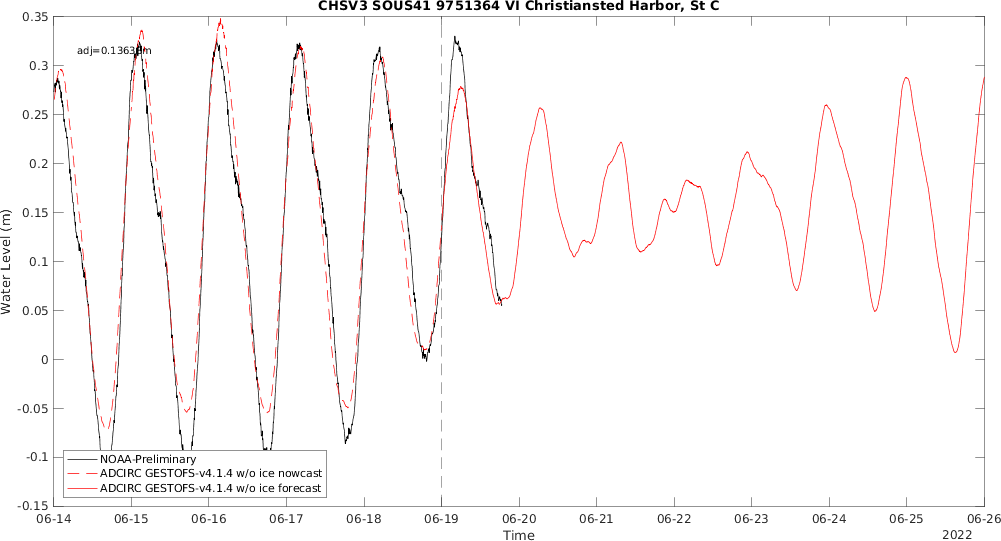 CHSV3 SOUS41 9751364 VI Christiansted Harbor, St C
adj=0.1363
0.35
0.3
0.25
0.2
0.15
0.1
0.05
0
-0.05
-0.1
-0.15
Water Level (m)
NOAA-Preliminary
ADCIRC GESTOFS-v4.1.4 w/o ice nowcast
ADCIRC GESTOFS-v4.1.4 w/o ice forecast
06-14 06-15 06-16 06-17 06-18 06-19 06-20 06-21 06-22 06-23 06-24 06-25 06-26
Time
2022